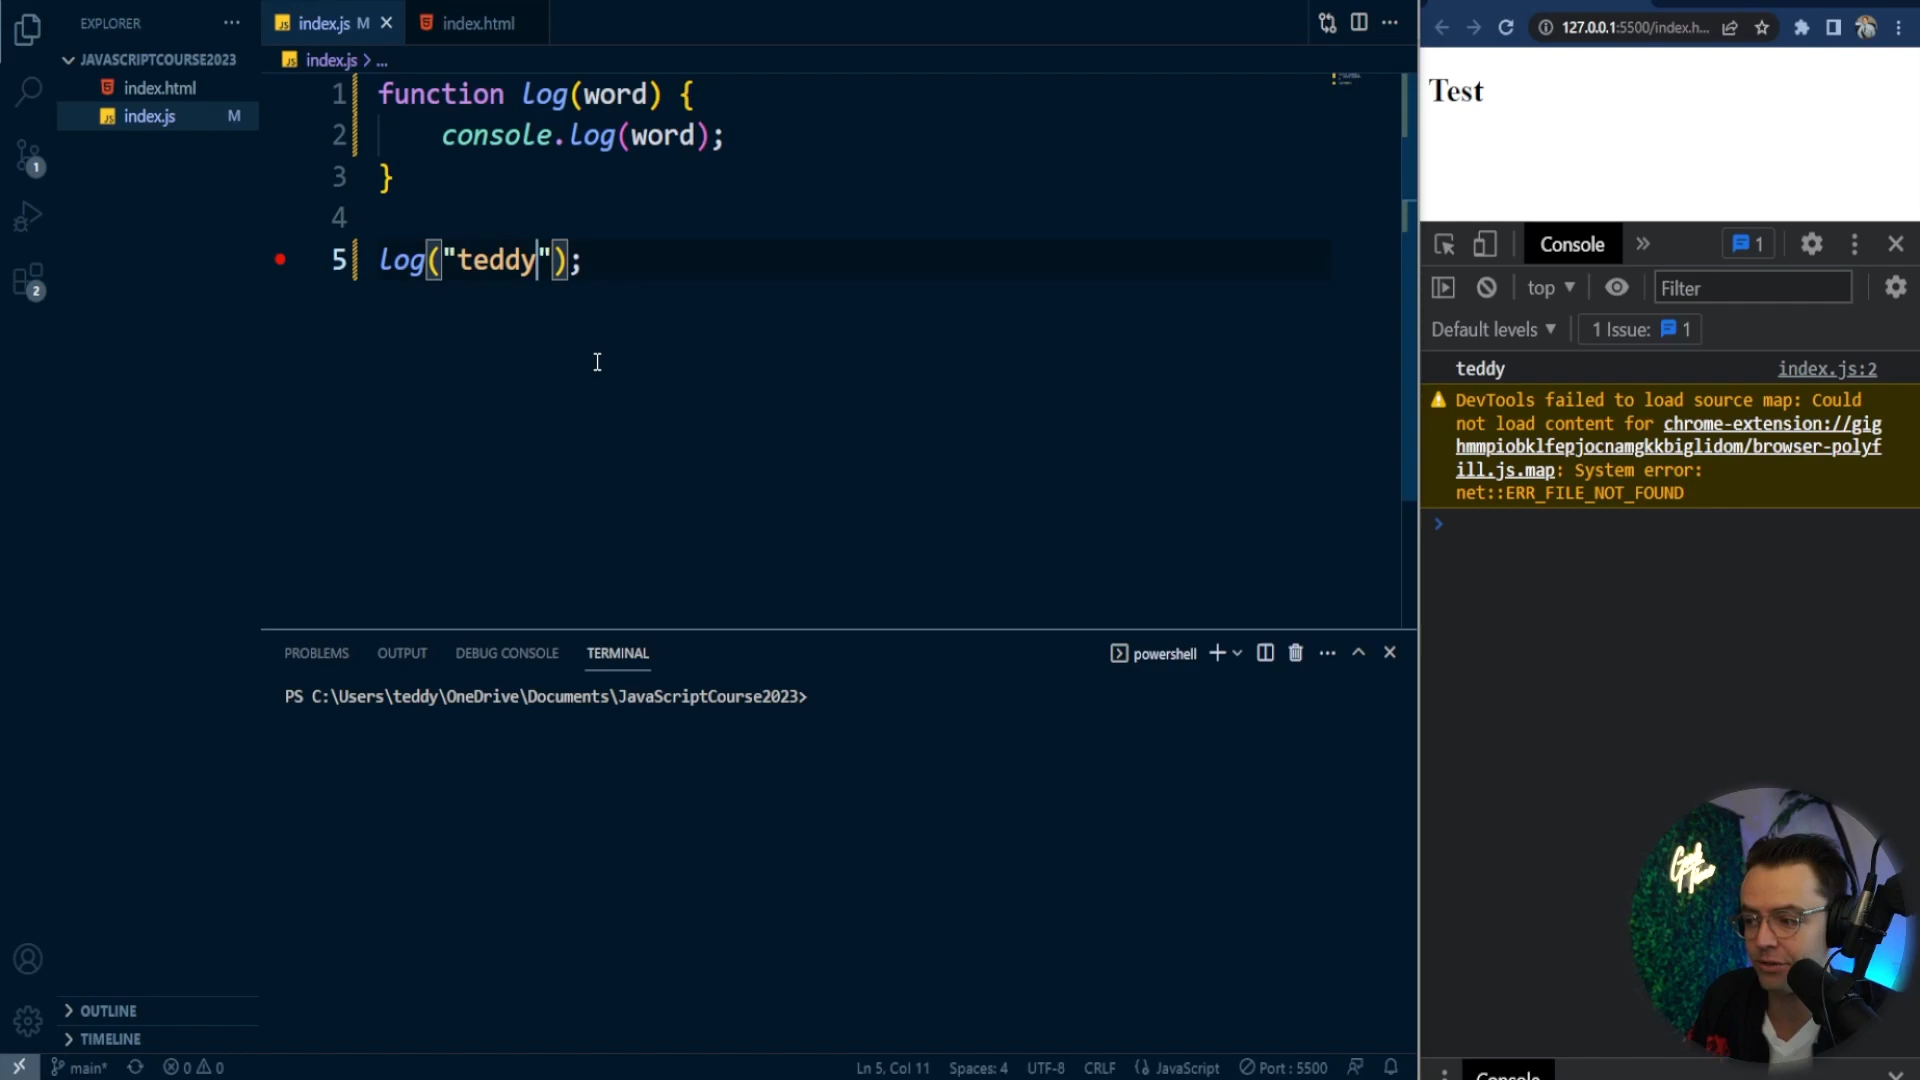 EXPLORER
JAVASCRIPTCOURSE2023
index.html
index.js M
1
2
OUTLINE
TIMELINE
index.js M
index.html
index.js > ...
1 function log(word) {
2 console.log(word);
3 }
4
5 log("teddy");
PROBLEMS OUTPUT DEBUG CONSOLE TERMINAL
powershell
PS C:\Users\teddy\OneDrive\Documents\JavaScriptCourse2023>
main* 0 0
Ln 5, Col 11 Spaces: 4 UTF-8 CRLF JavaScript Port : 5500
127.0.0.1:5500/index.h...
Test
Console 1
top Filter
Default levels 1 Issue: 1
teddy index.js:2
DevTools failed to load source map: Could
not load content for chrome-extension://gig
hmmpiobklfepjocnamgkkbiglidom/browser-polyf
ill.js.map: System error:
net::ERR_FILE_NOT_FOUND
Console